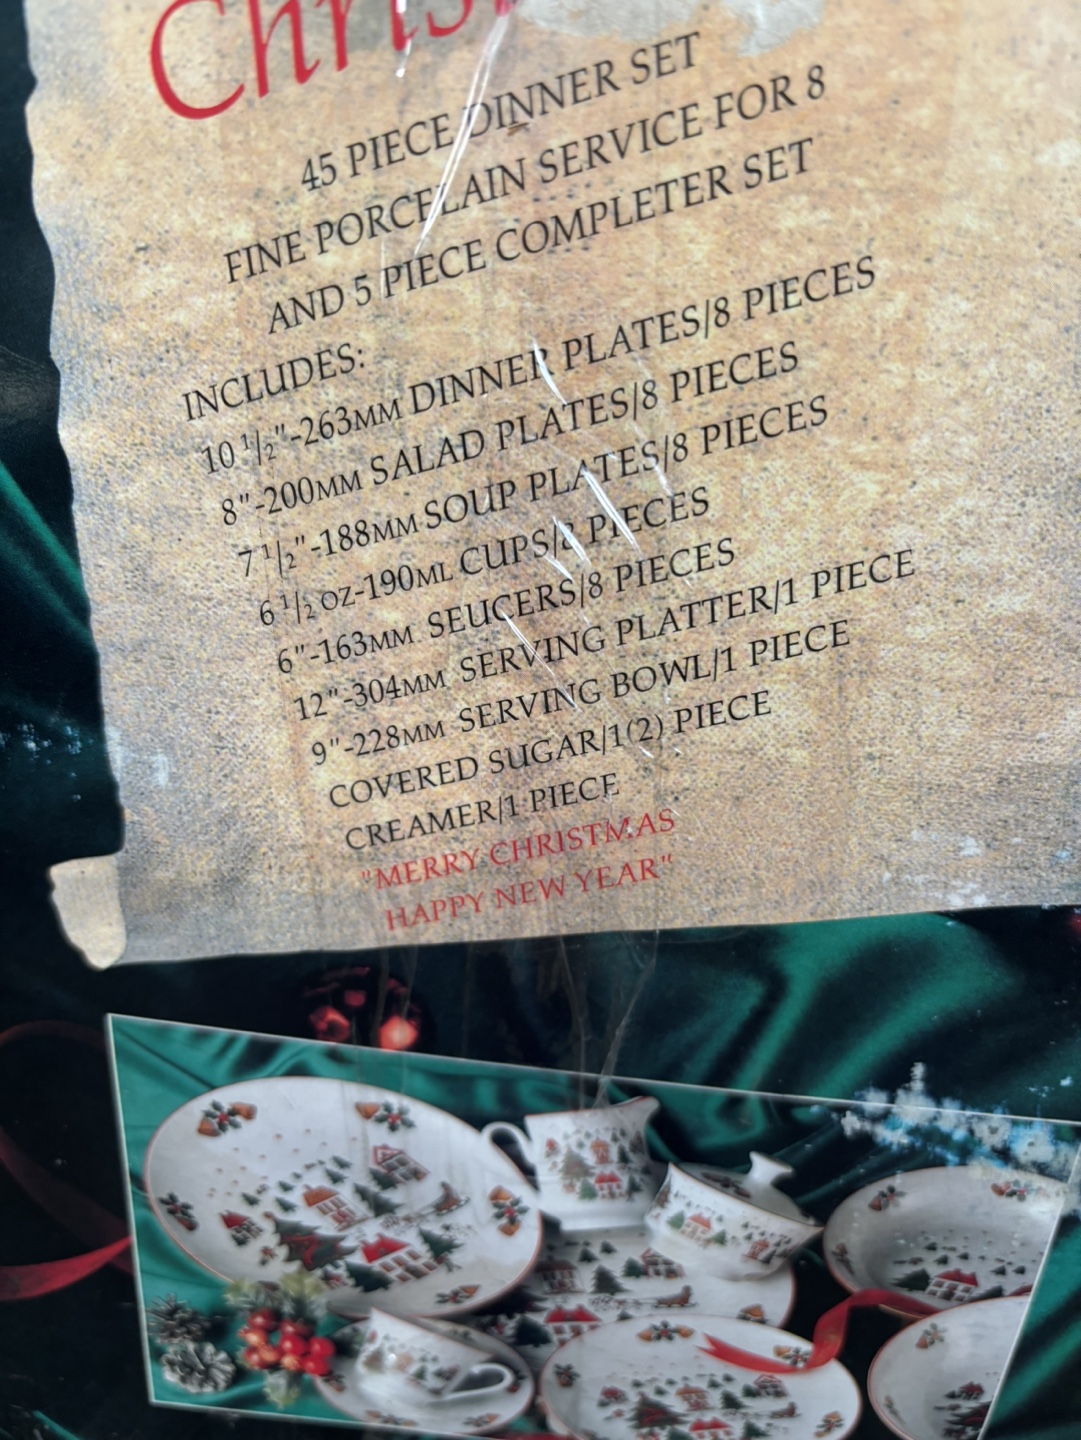 45 PIECE DINNER SET
FINE PORCELAIN SERVICE FOR 8
AND 5 PIECE COMPLETER SET
INCLUDES:
10 1/2"-263MM DINNER PLATES/8 PIECES
8"-200MM SALAD PLATES/8 PIECES
7 1/2"-188MM SOUP PLATES/8 PIECES
6 1/2 OZ-190ML CUPS/8 PIECES
6"-163MM SEUCERS/8 PIECES
12"-304MM SERVING PLATTER/1 PIECE
9"-228MM SERVING BOWL/1 PIECE
COVERED SUGAR/1(2) PIECE
CREAMER/1 PIECE
"MERRY CHRISTMAS
HAPPY NEW YEAR"